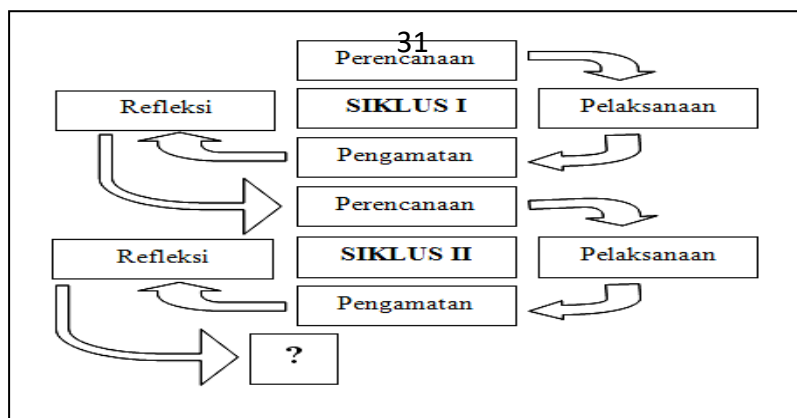 31
Perencanaan
Refleksi
SIKLUS I
Pelaksanaan
Pengamatan
Perencanaan
Refleksi
SIKLUS II
Pelaksanaan
Pengamatan
?